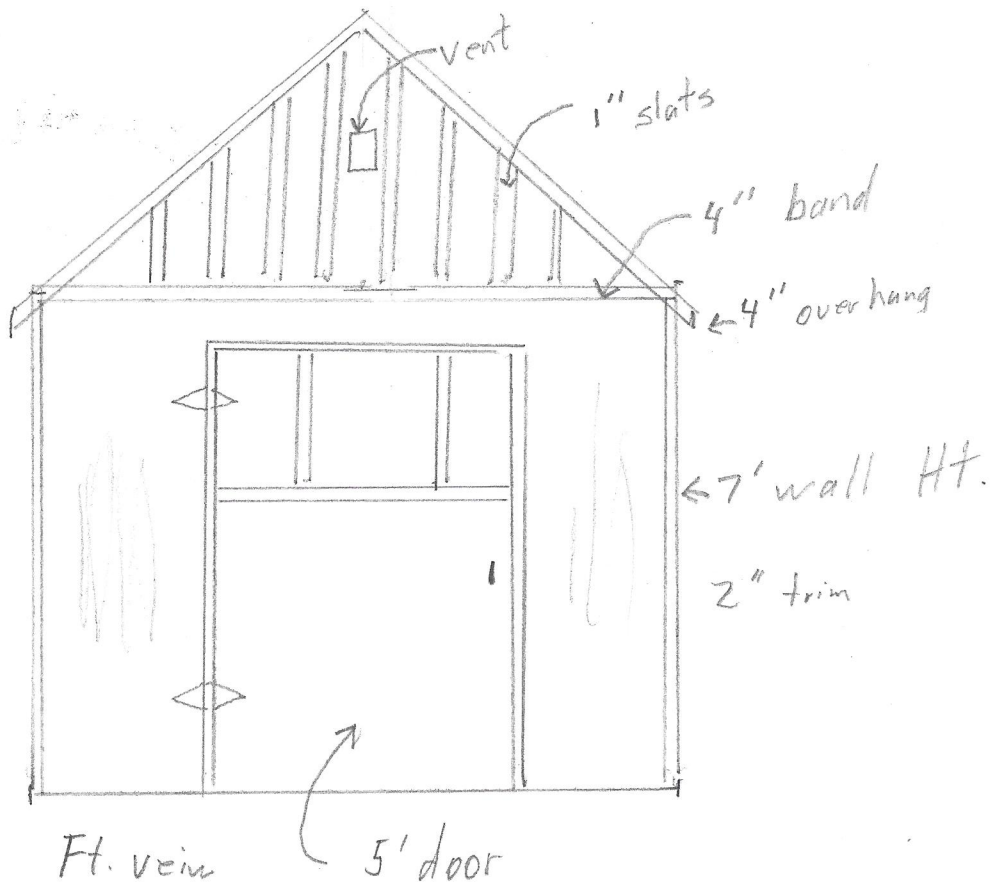 vent
1" slats
4" band
4" overhang
7' wall Ht.
2" trim
Ft. veiw
5' door